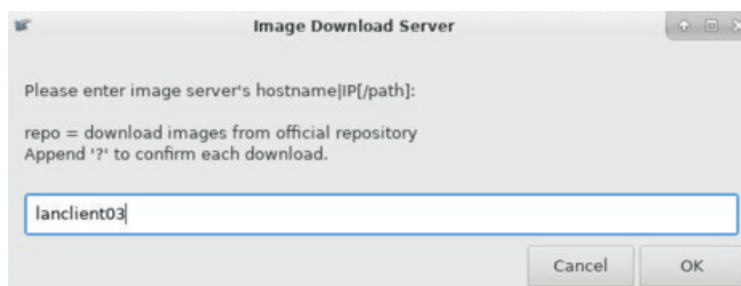 Image Download Server
Please enter image server's hostname|IP[/path]:
repo = download images from official repository
Append '?' to confirm each download.
lanclient03
Cancel OK